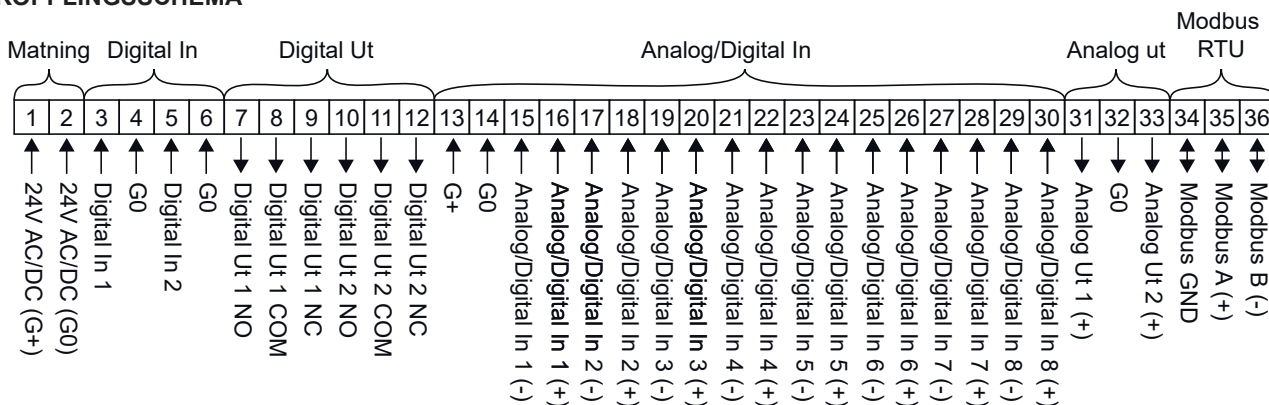 KOPPLINGSSCHEMA
Matning
Digital In
Digital Ut
Analog/Digital In
Analog ut
Modbus
RTU
1 2 3 4 5 6 7 8 9 10 11 12 13 14 15 16 17 18 19 20 21 22 23 24 25 26 27 28 29 30 31 32 33 34 35 36
24V AC/DC (G+)
24V AC/DC (G0)
Digital In 1
G0
Digital In 2
G0
Digital Ut 1 NO
Digital Ut 1 COM
Digital Ut 1 NC
Digital Ut 2 NO
Digital Ut 2 COM
Digital Ut 2 NC
G+
G0
Analog/Digital In 1 (-)
Analog/Digital In 1 (+)
Analog/Digital In 2 (-)
Analog/Digital In 2 (+)
Analog/Digital In 3 (-)
Analog/Digital In 3 (+)
Analog/Digital In 4 (-)
Analog/Digital In 4 (+)
Analog/Digital In 5 (-)
Analog/Digital In 5 (+)
Analog/Digital In 6 (-)
Analog/Digital In 6 (+)
Analog/Digital In 7 (-)
Analog/Digital In 7 (+)
Analog/Digital In 8 (-)
Analog/Digital In 8 (+)
Analog Ut 1 (+)
G0
Analog Ut 2 (+)
Modbus GND
Modbus A (+)
Modbus B (-)